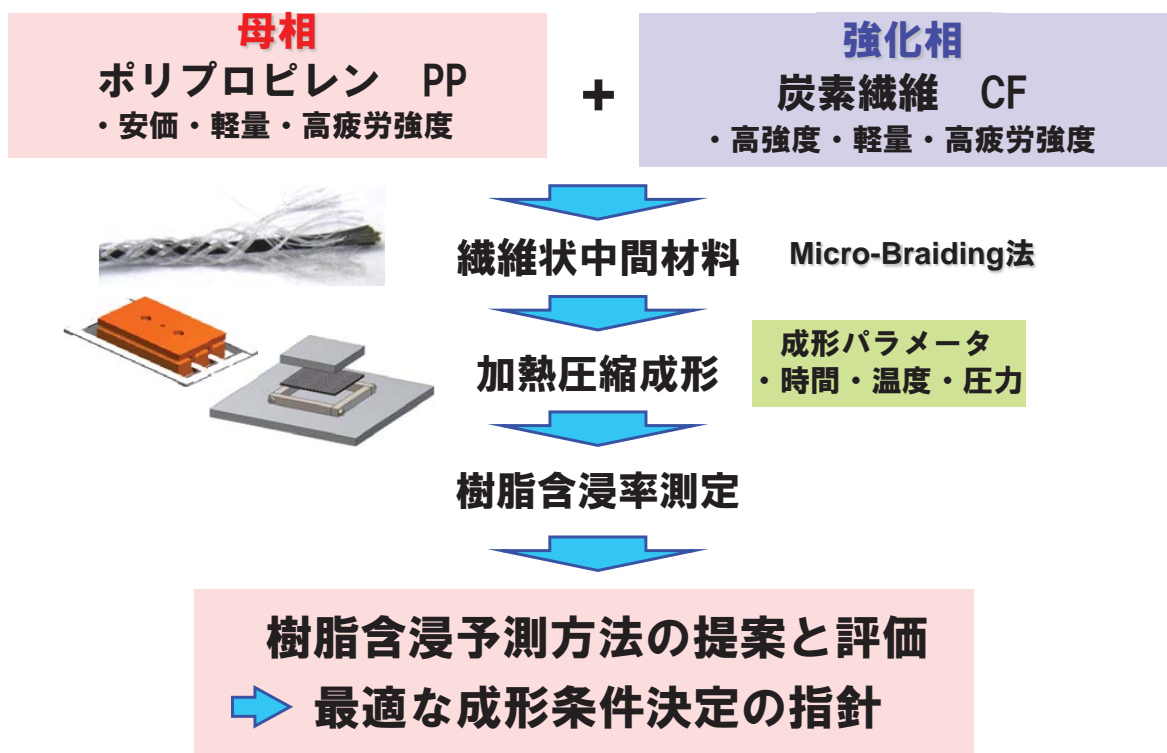 母相
ポリプロピレン　PP
・安価・軽量・高疲労強度
+
強化相
炭素繊維　CF
・高強度・軽量・高疲労強度
繊維状中間材料
Micro-Braiding法
加熱圧縮成形
成形パラメータ
・時間・温度・圧力
樹脂含浸率測定
樹脂含浸予測方法の提案と評価
最適な成形条件決定の指針